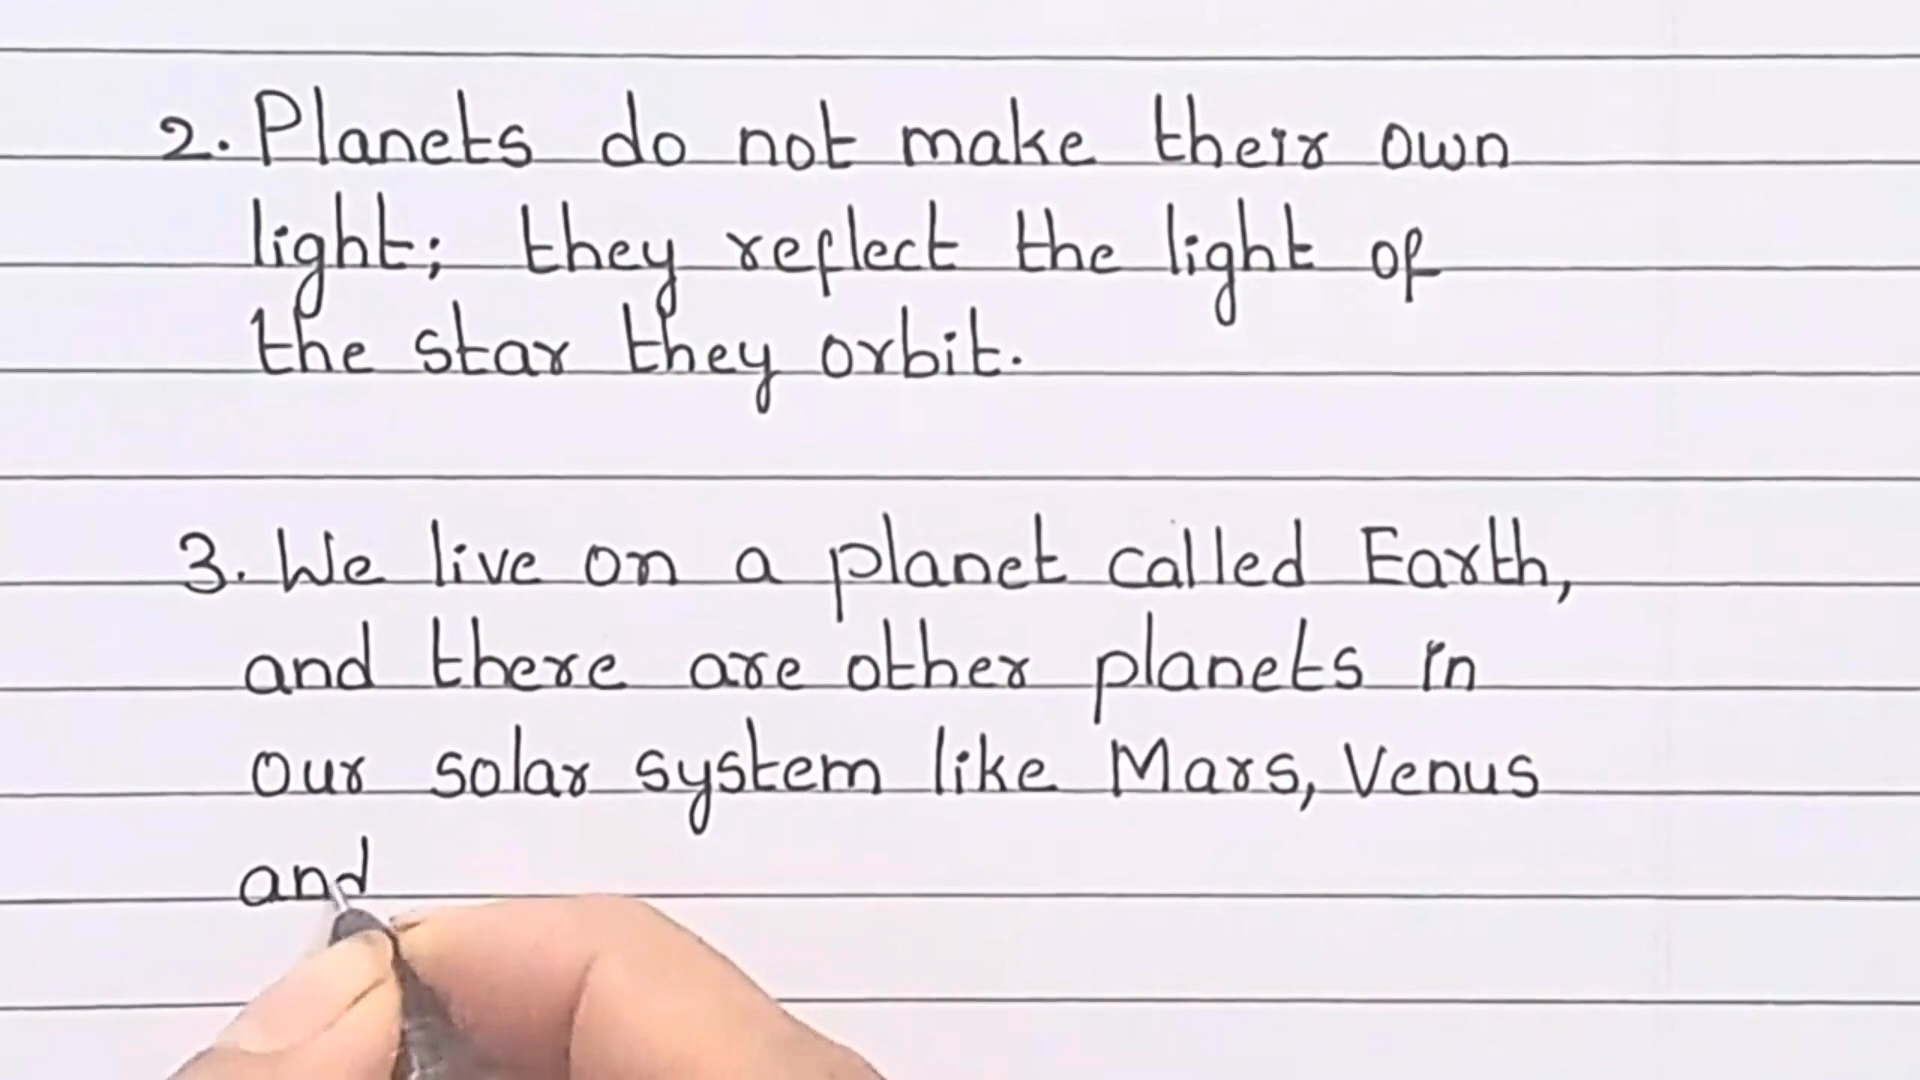 2. Planets do not make their own
light; they reflect the light of
the star they orbit.
3. We live on a planet called Earth,
and there are other planets in
our solar system like Mars, Venus
and